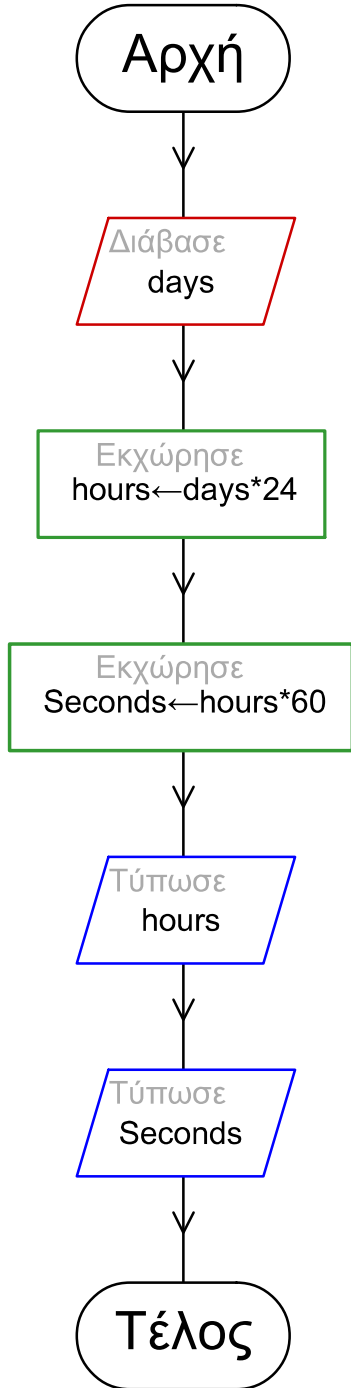 Αρχή
Διάβασε
days
Εκχώρησε
hours←days*24
Εκχώρησε
Seconds←hours*60
Τύπωσε
hours
Τύπωσε
Seconds
Τέλος